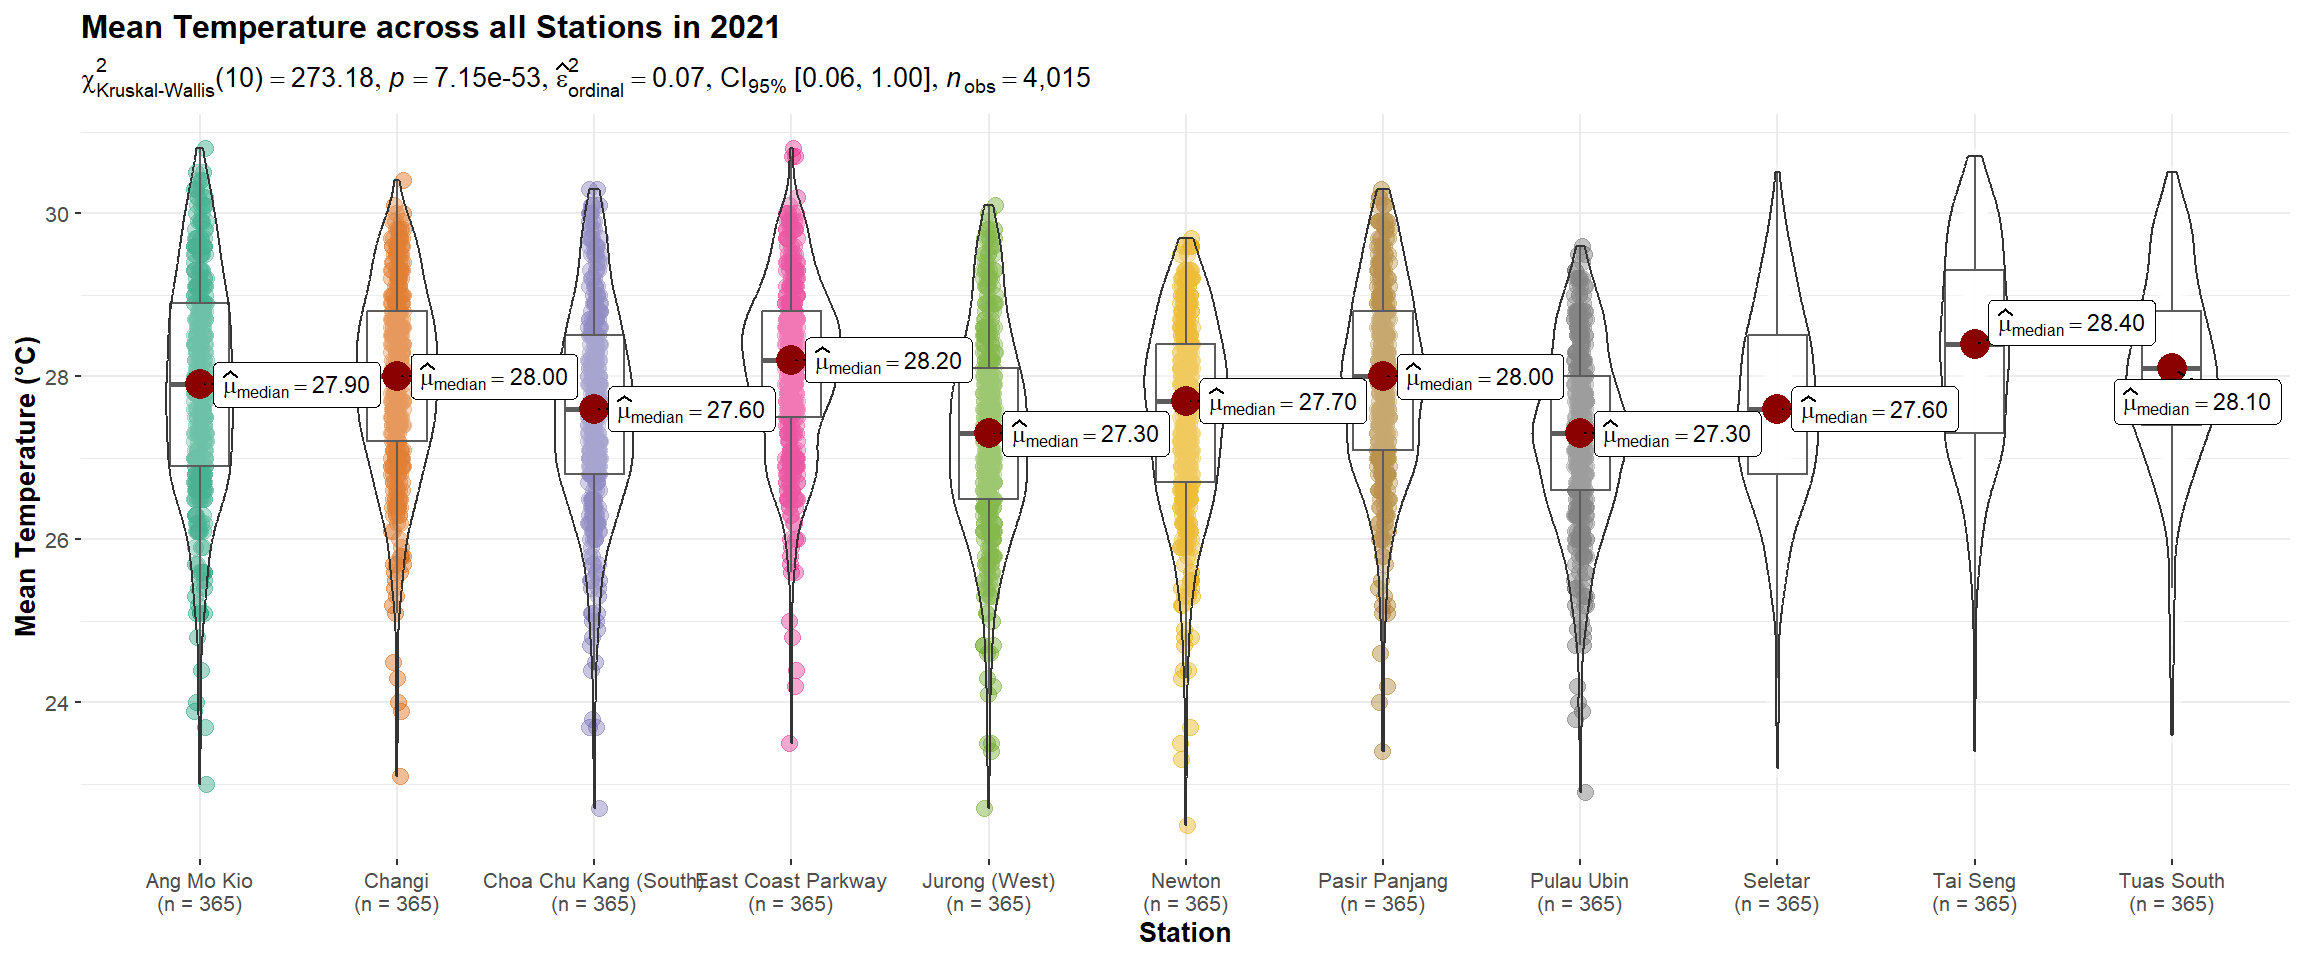 Mean Temperature across all Stations in 2021
χ²Kruskal-Wallis(10) = 273.18, p = 7.15e-53, ε̂²ordinal = 0.07, CI95% [0.06, 1.00], nobs = 4,015
Mean Temperature (°C)
30
28
26
24
μ̂median = 27.90
μ̂median = 28.00
μ̂median = 27.60
μ̂median = 28.20
μ̂median = 27.30
μ̂median = 27.70
μ̂median = 28.00
μ̂median = 27.30
μ̂median = 27.60
μ̂median = 28.40
μ̂median = 28.10
Ang Mo Kio
(n = 365)
Changi
(n = 365)
Choa Chu Kang (South)
(n = 365)
East Coast Parkway
(n = 365)
Jurong (West)
(n = 365)
Newton
(n = 365)
Pasir Panjang
(n = 365)
Pulau Ubin
(n = 365)
Seletar
(n = 365)
Tai Seng
(n = 365)
Tuas South
(n = 365)
Station